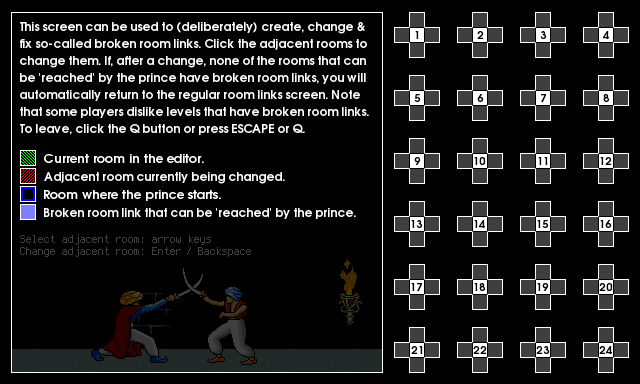 This screen can be used to (deliberately) create, change &
fix so-called broken room links. Click the adjacent rooms to
change them. If, after a change, none of the rooms that can
be 'reached' by the prince have broken room links, you will
automatically return to the regular room links screen. Note
that some players dislike levels that have broken room links.
To leave, click the Q button or press ESCAPE or Q.
Current room in the editor.
Adjacent room currently being changed.
Room where the prince starts.
Broken room link that can be 'reached' by the prince.
Select adjacent room: arrow keys
Change adjacent room: Enter / Backspace
1 2 3 4
5 6 7 8
9 10 11 12
13 14 15 16
17 18 19 20
21 22 23 24